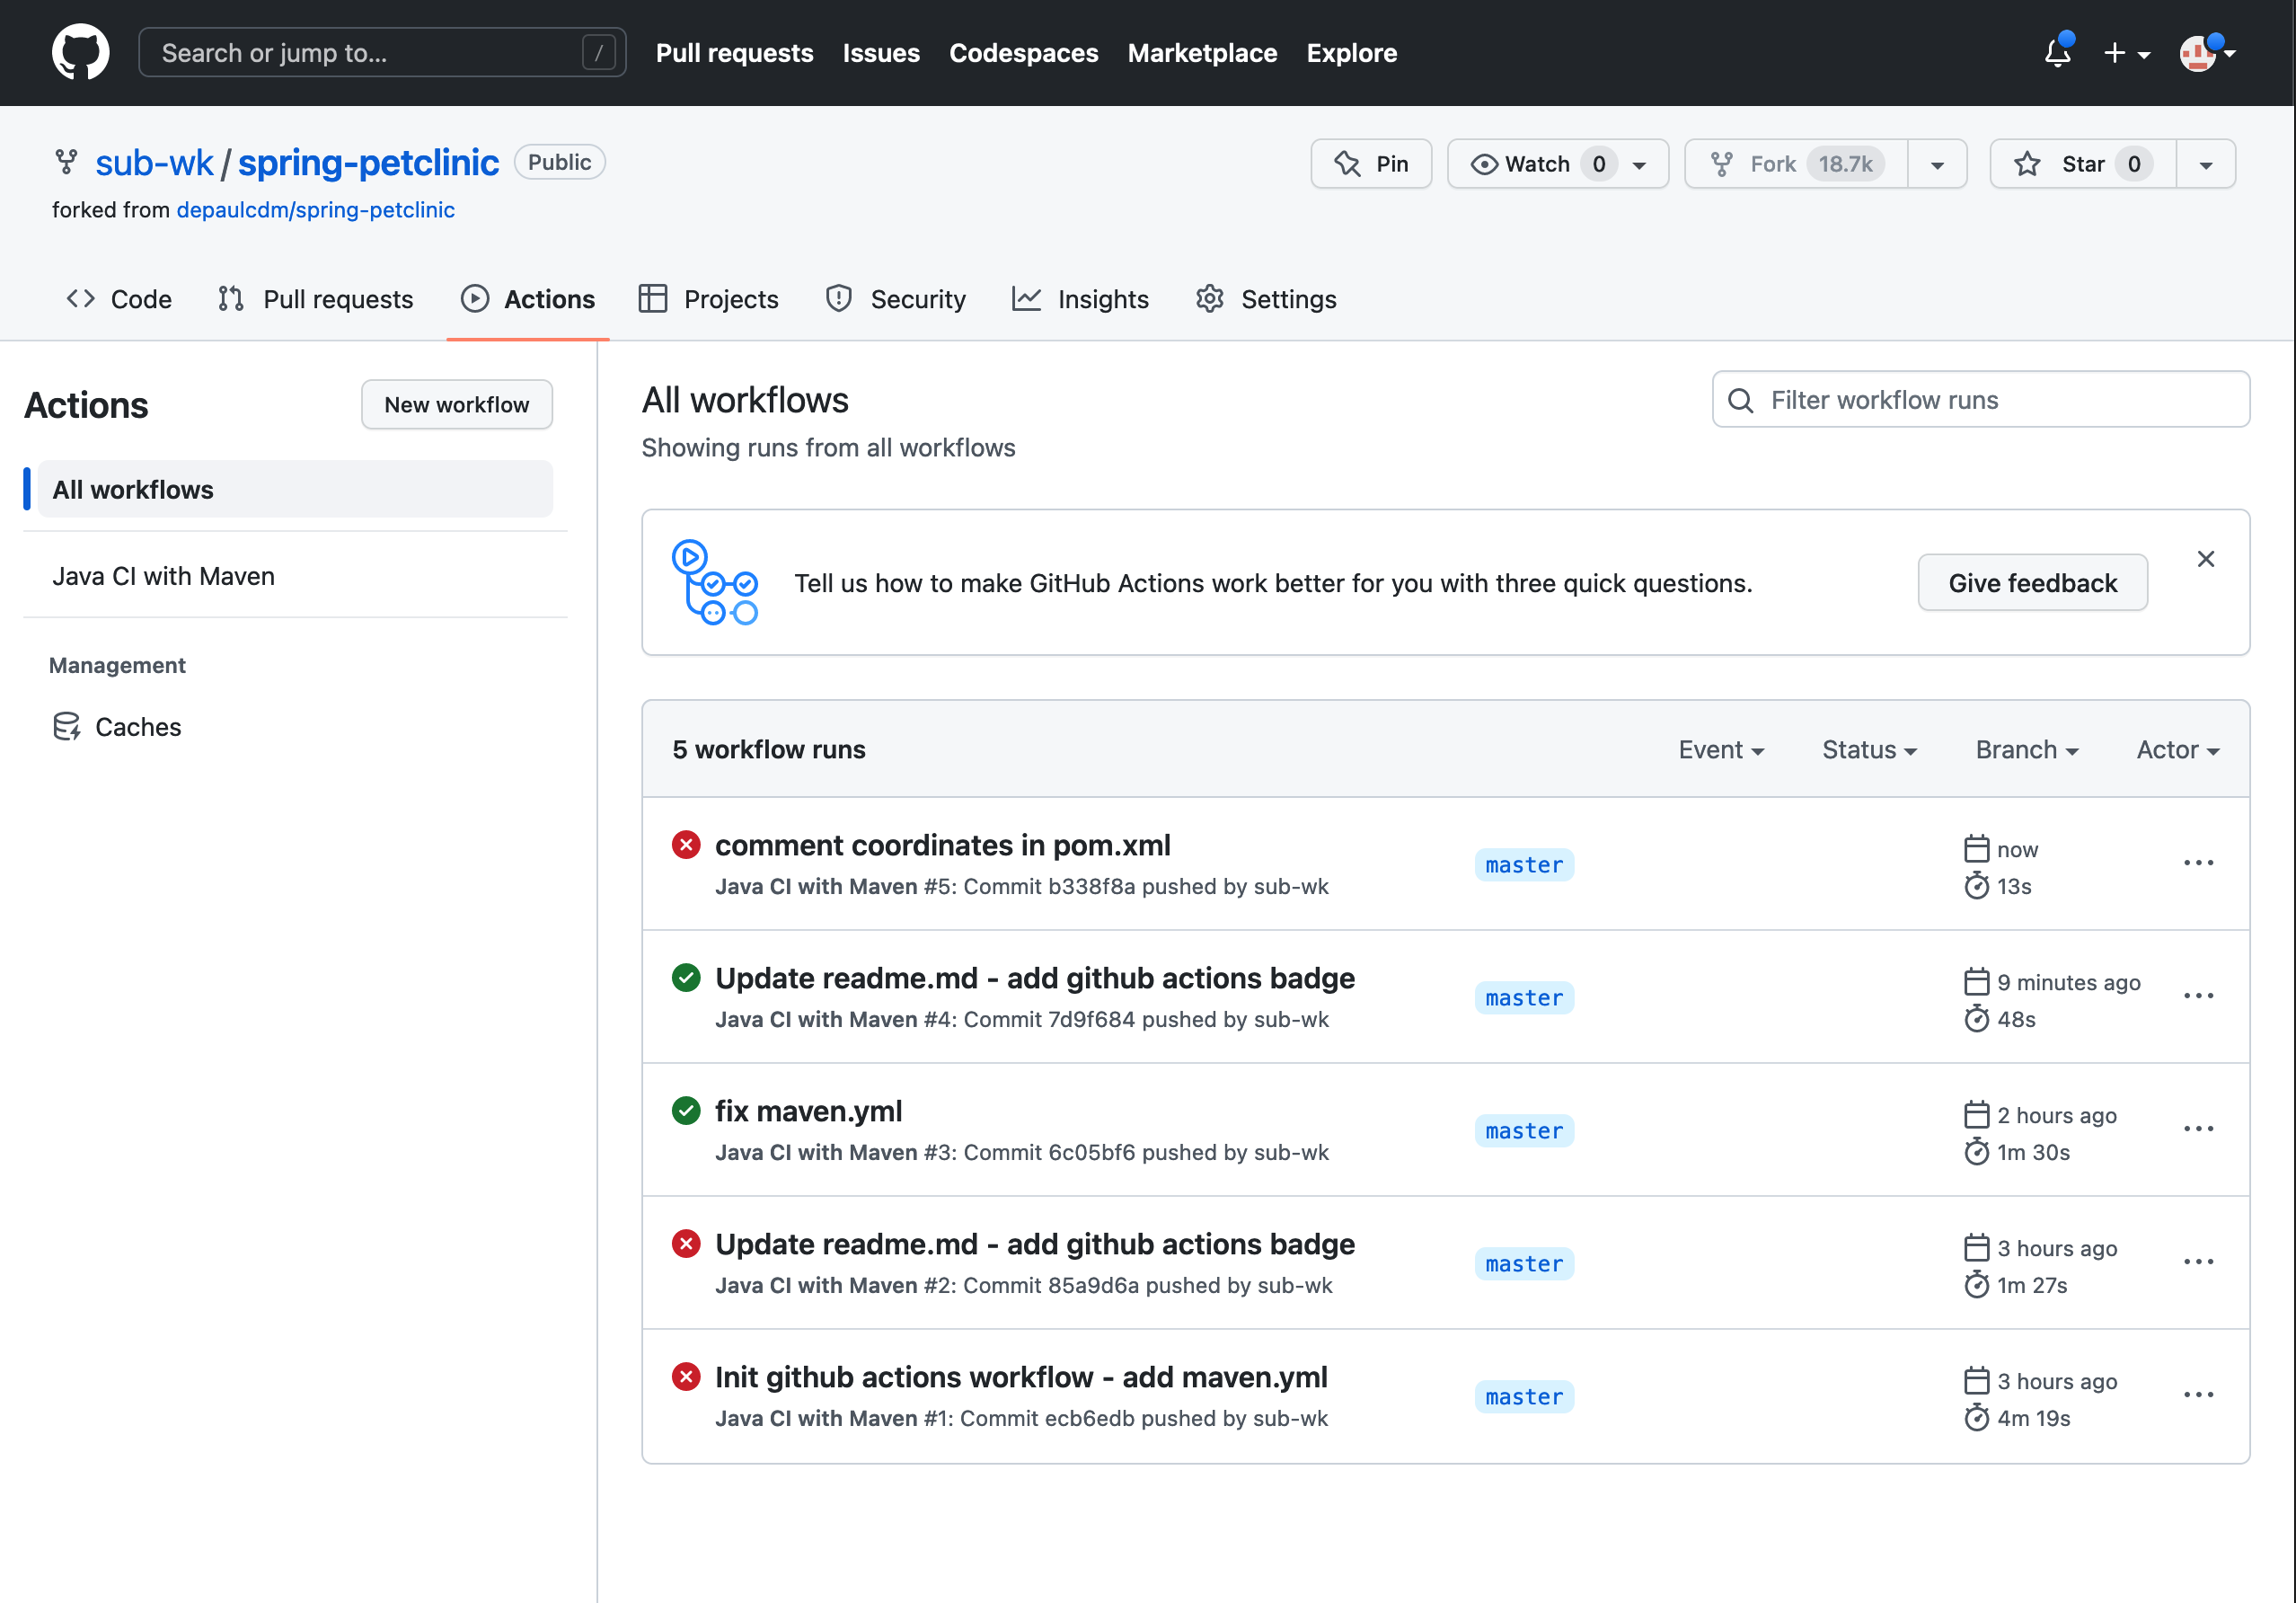 Search or jump to... /
Pull requests Issues Codespaces Marketplace Explore
sub-wk / spring-petclinic Public
Pin Watch 0 Fork 18.7k Star 0
forked from depaulcdm/spring-petclinic
Code Pull requests Actions Projects Security Insights Settings
Actions
New workflow
All workflows
Java CI with Maven
Management
Caches
All workflows
Filter workflow runs
Showing runs from all workflows
Tell us how to make GitHub Actions work better for you with three quick questions.
Give feedback
5 workflow runs
Event Status Branch Actor
comment coordinates in pom.xml
Java CI with Maven #5: Commit b338f8a pushed by sub-wk
master
now
13s
Update readme.md - add github actions badge
Java CI with Maven #4: Commit 7d9f684 pushed by sub-wk
master
9 minutes ago
48s
fix maven.yml
Java CI with Maven #3: Commit 6c05bf6 pushed by sub-wk
master
2 hours ago
1m 30s
Update readme.md - add github actions badge
Java CI with Maven #2: Commit 85a9d6a pushed by sub-wk
master
3 hours ago
1m 27s
Init github actions workflow - add maven.yml
Java CI with Maven #1: Commit ecb6edb pushed by sub-wk
master
3 hours ago
4m 19s